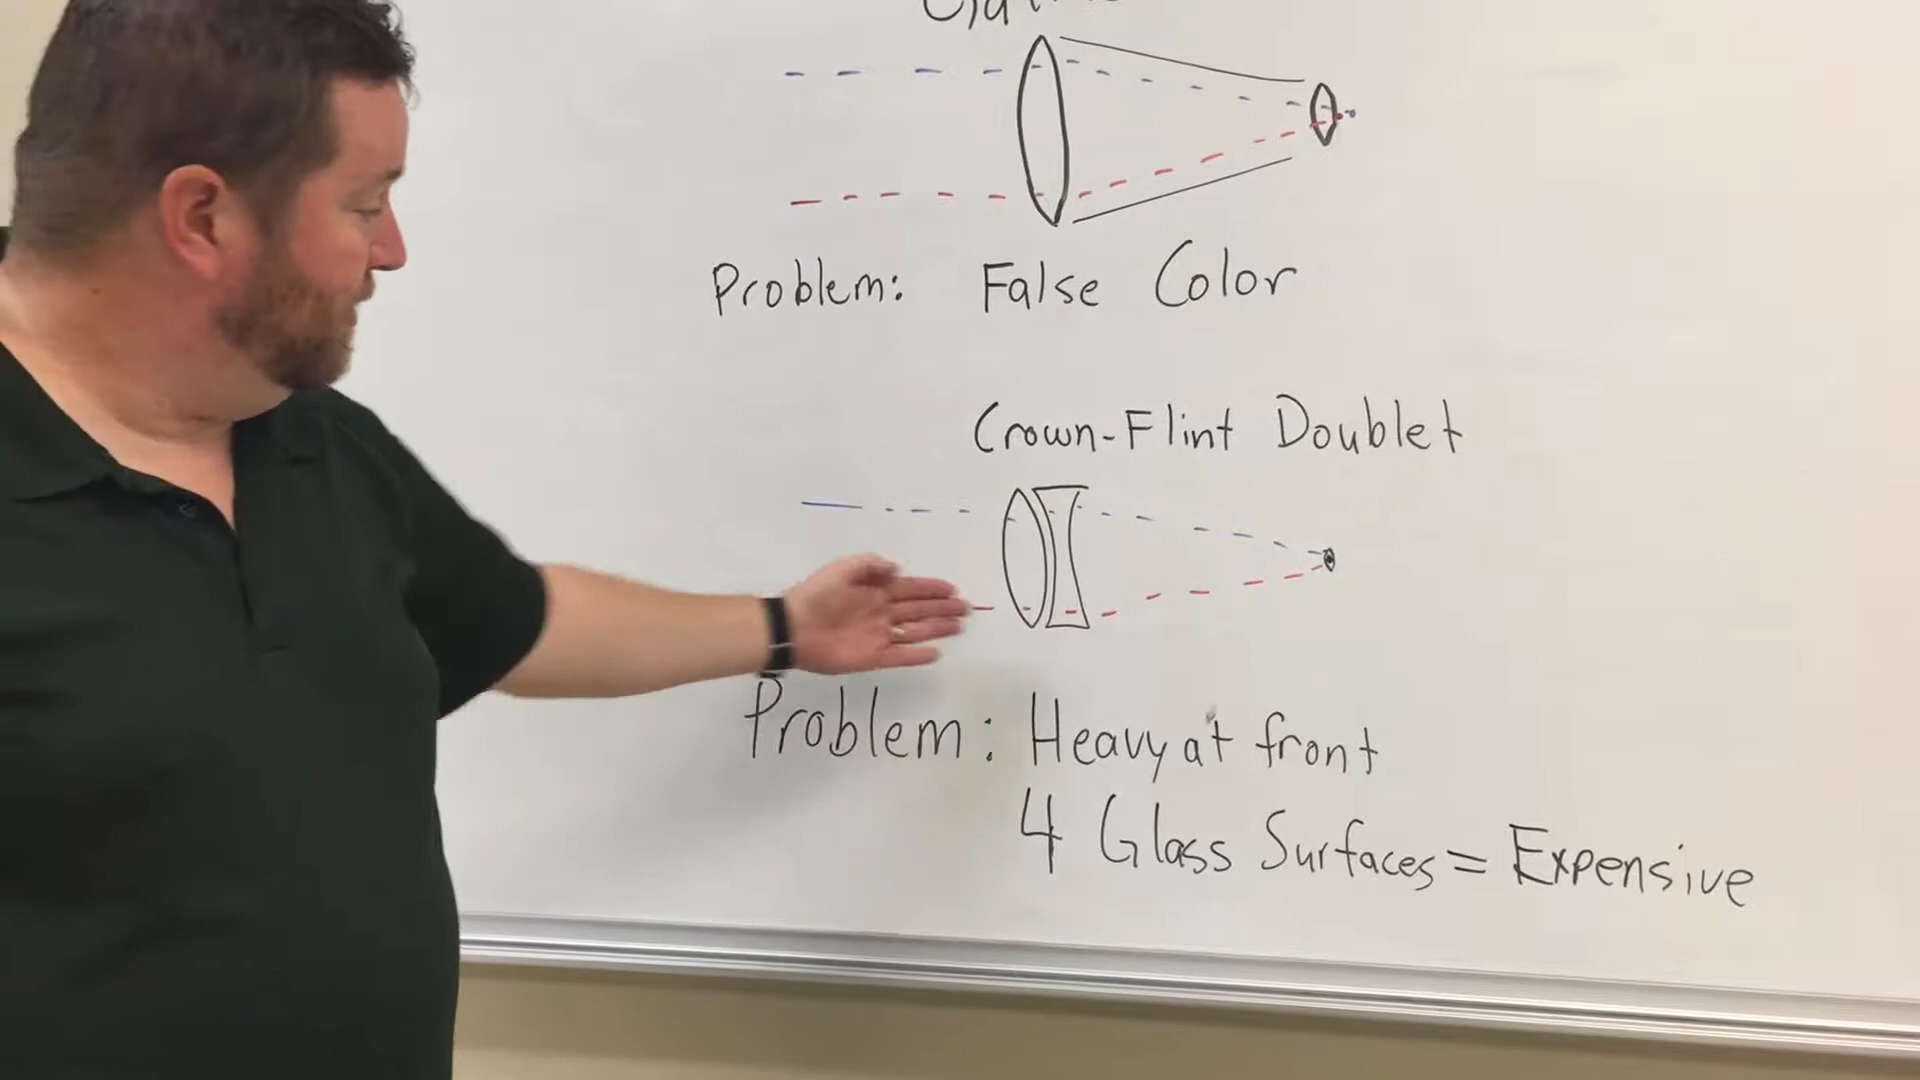 Problem: False Color
Crown-Flint Doublet
Problem: Heavy at front
4 Glass Surfaces = Expensive